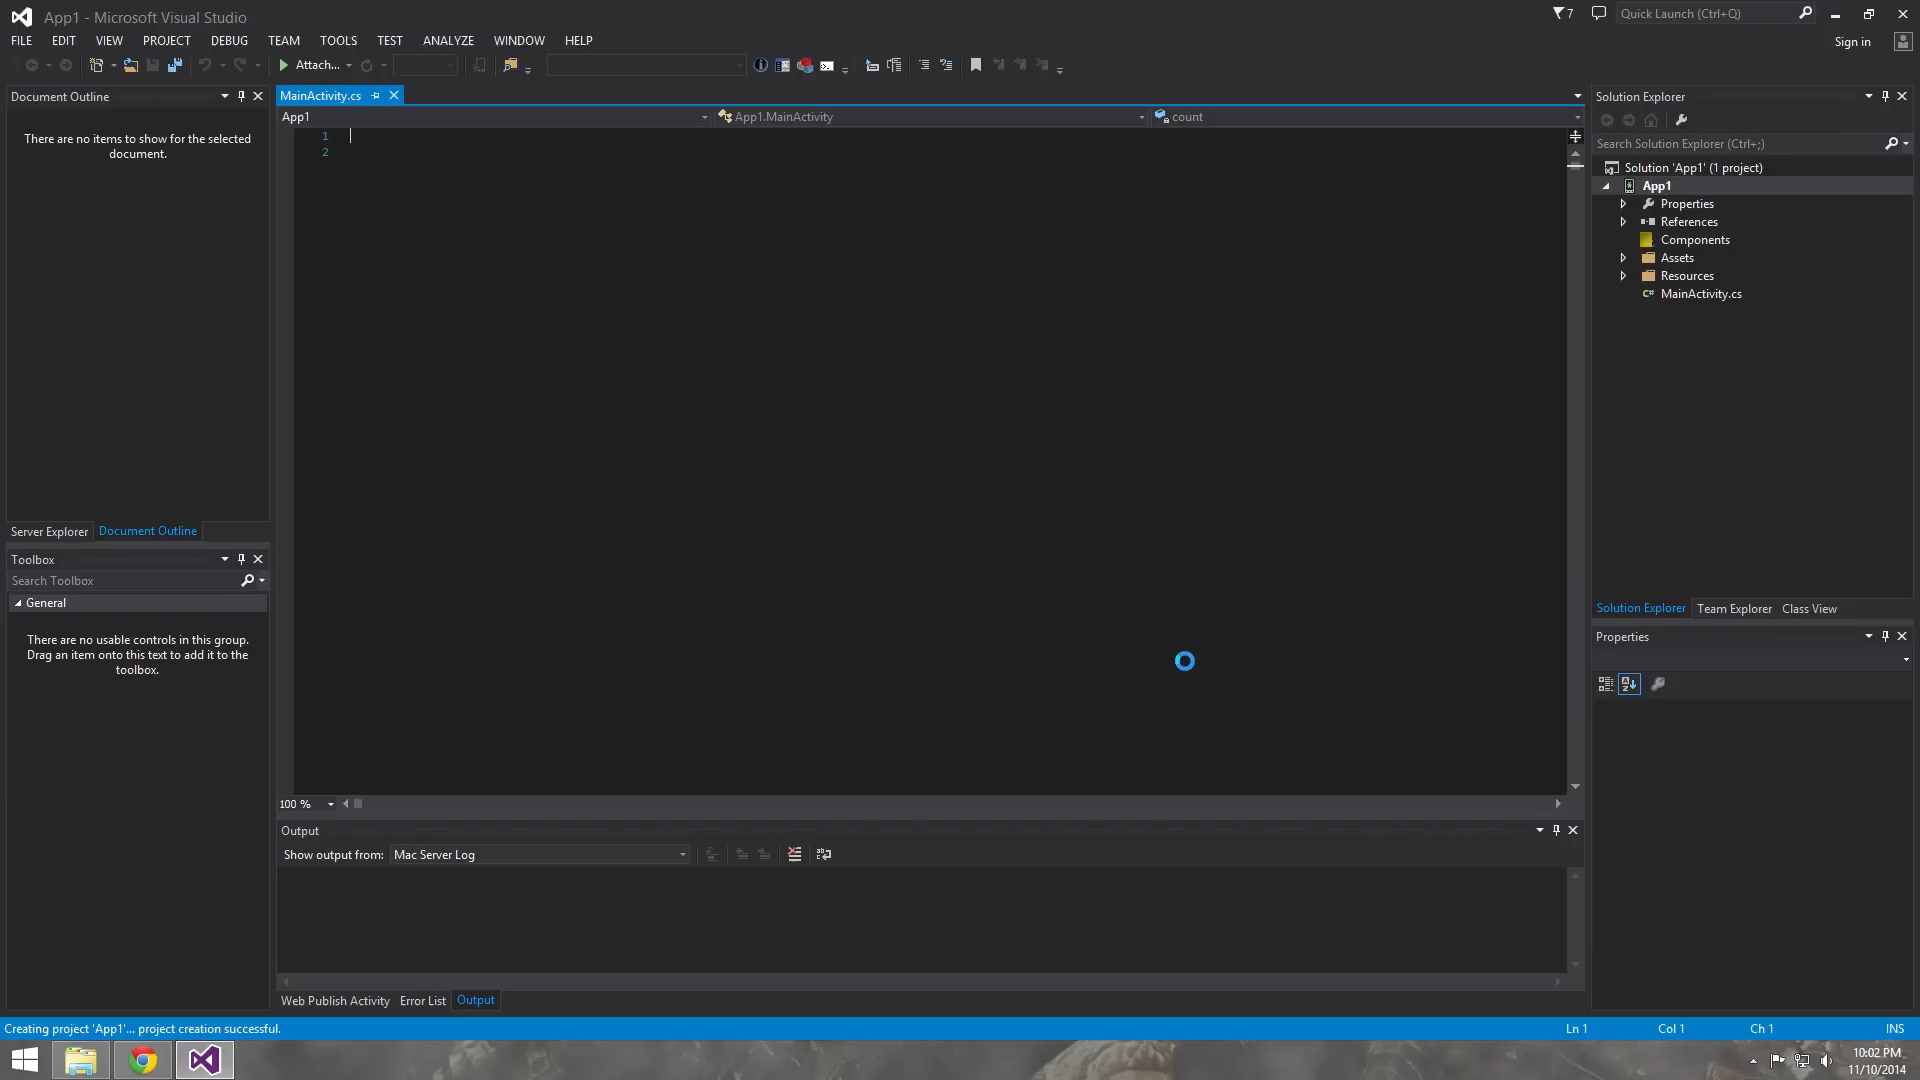 App1 - Microsoft Visual Studio
7
Quick Launch (Ctrl+Q)
FILE EDIT VIEW PROJECT DEBUG TEAM TOOLS TEST ANALYZE WINDOW HELP
Sign in
Attach...
Document Outline
There are no items to show for the selected
document.
Server Explorer Document Outline
Toolbox
Search Toolbox
General
There are no usable controls in this group.
Drag an item onto this text to add it to the
toolbox.
MainActivity.cs
App1 App1.MainActivity count
1
2
100 %
Output
Show output from: Mac Server Log
Web Publish Activity Error List Output
Solution Explorer
Search Solution Explorer (Ctrl+;)
Solution 'App1' (1 project)
App1
Properties
References
Components
Assets
Resources
C# MainActivity.cs
Solution Explorer Team Explorer Class View
Properties
Creating project 'App1'... project creation successful.
Ln 1 Col 1 Ch 1 INS
10:02 PM
11/10/2014